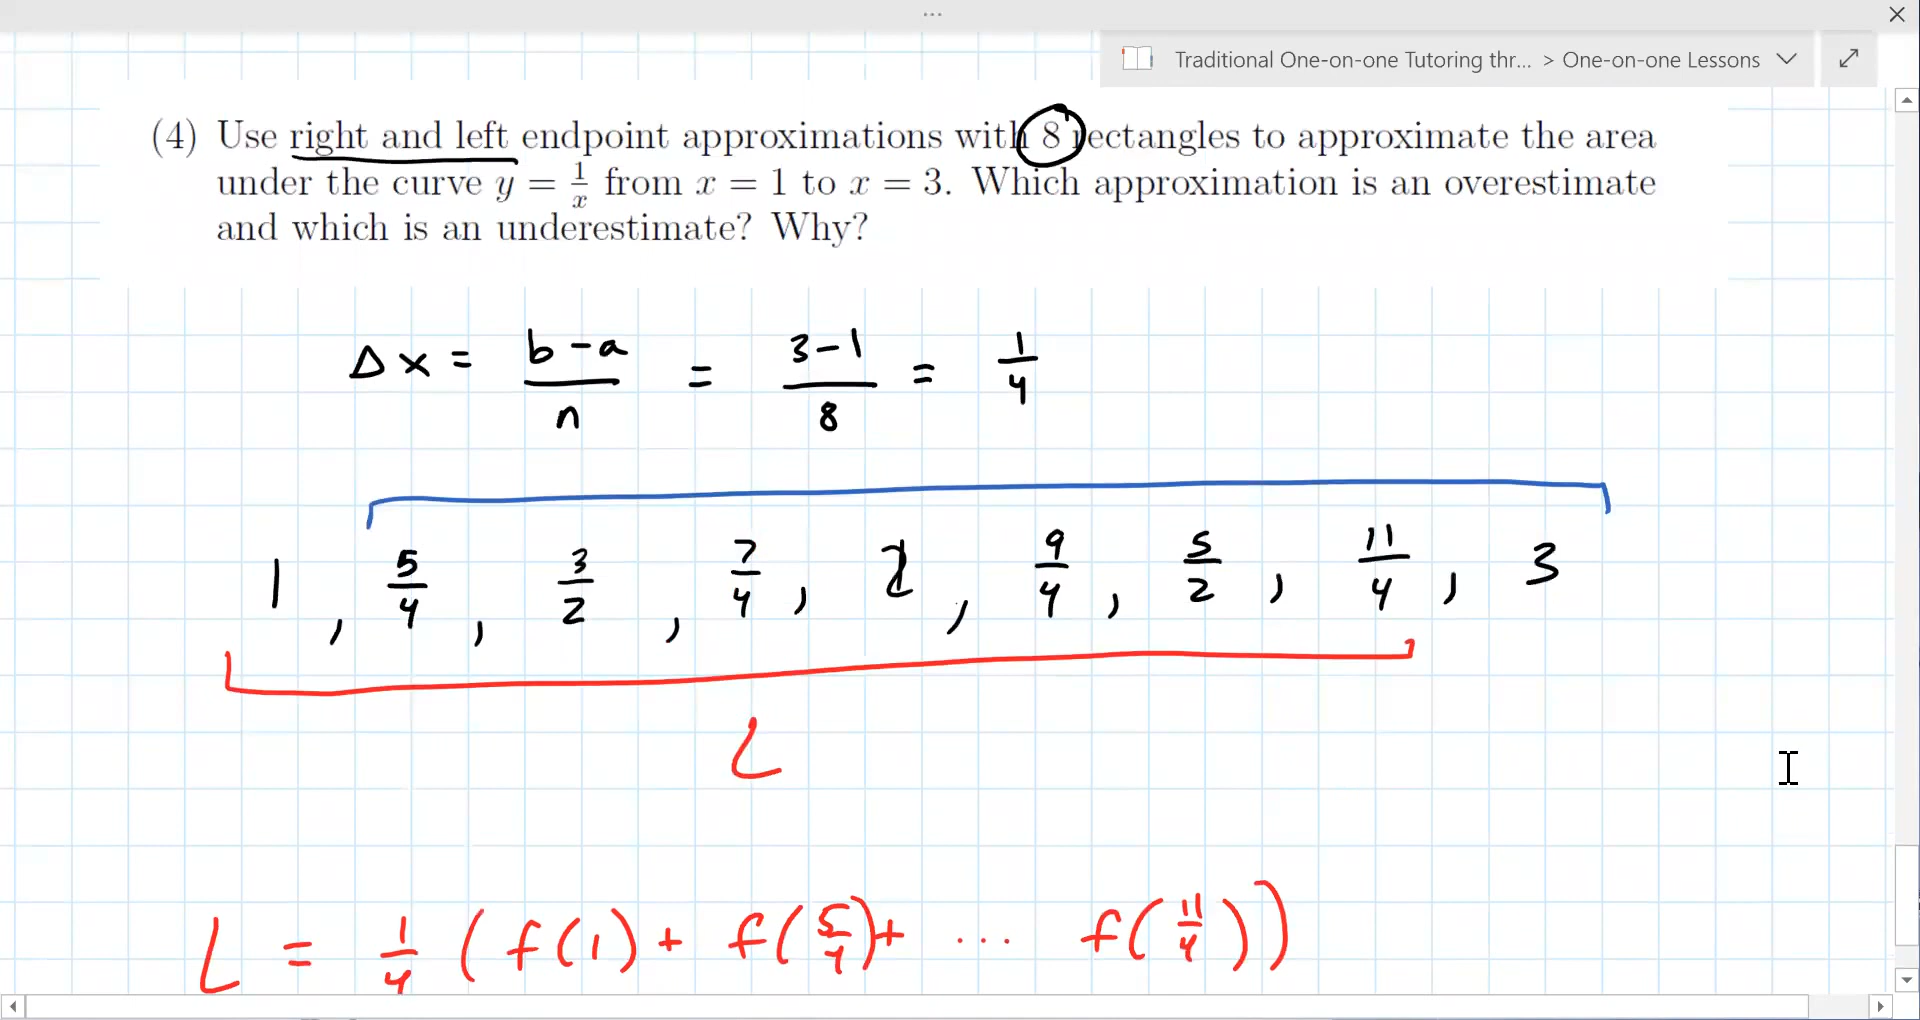 ...
Traditional One-on-one Tutoring thr... > One-on-one Lessons
(4) Use right and left endpoint approximations with 8 rectangles to approximate the area
under the curve y = 1/x from x = 1 to x = 3. Which approximation is an overestimate
and which is an underestimate? Why?
Δx = b-a/n = 3-1/8 = 1/4
1, 5/4, 3/2, 7/4, 2, 9/4, 5/2, 11/4, 3
L
L = 1/4 (f(1) + f(5/4) + ... f(11/4))